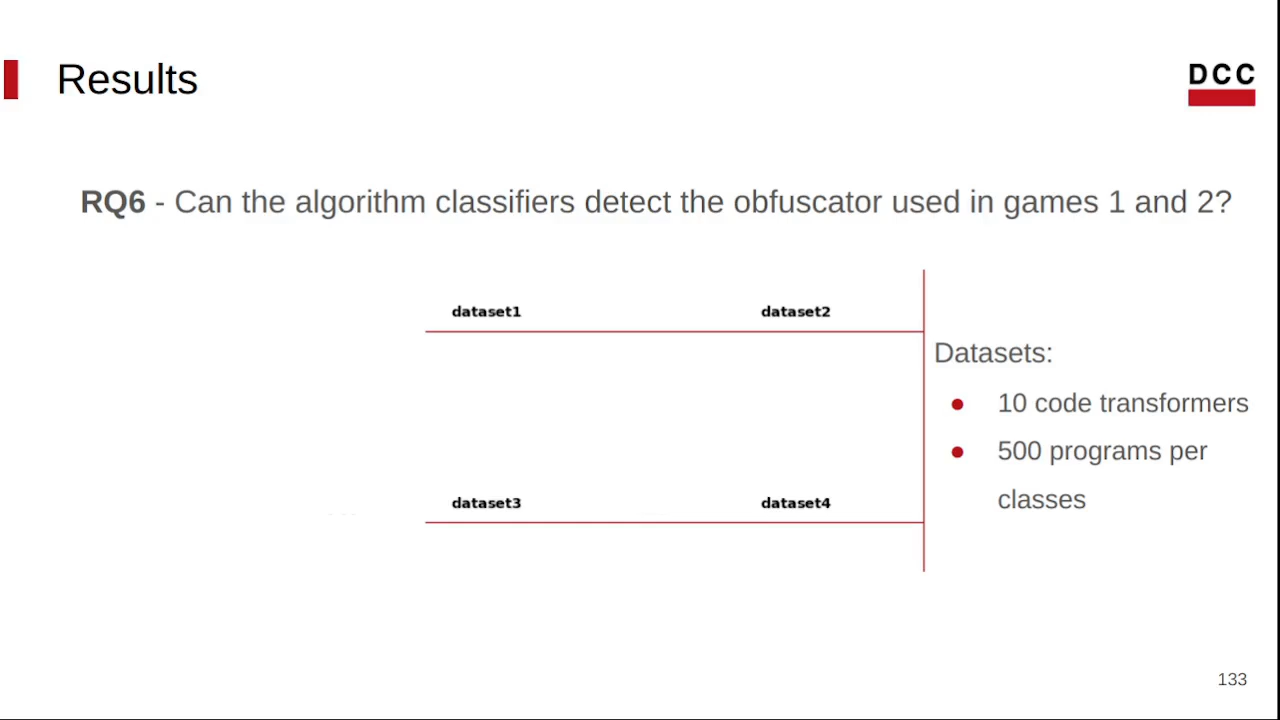 Results
DCC
RQ6 - Can the algorithm classifiers detect the obfuscator used in games 1 and 2?
dataset1
dataset2
Datasets:
● 10 code transformers
● 500 programs per
classes
dataset3
dataset4
133